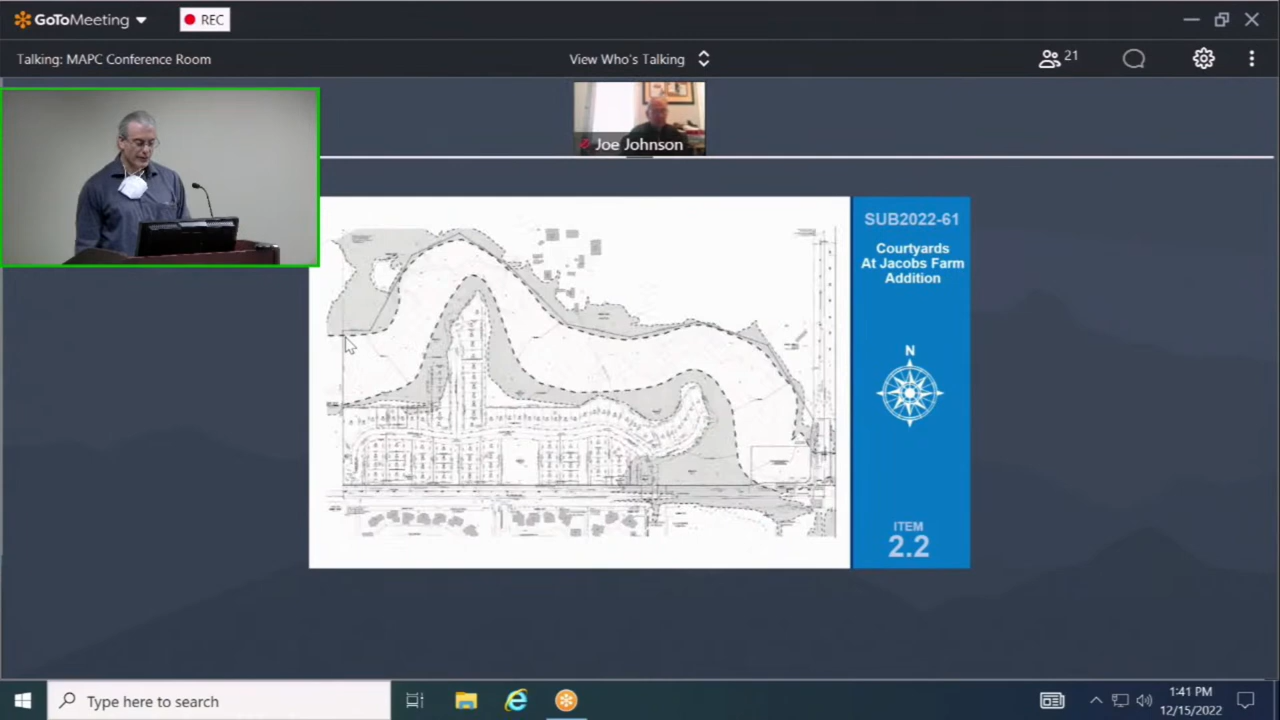 GoToMeeting
REC
Talking: MAPC Conference Room
View Who's Talking
21
Joe Johnson
SUB2022-61
Courtyards
At Jacobs Farm
Addition
N
ITEM
2.2
Type here to search
1:41 PM
12/15/2022